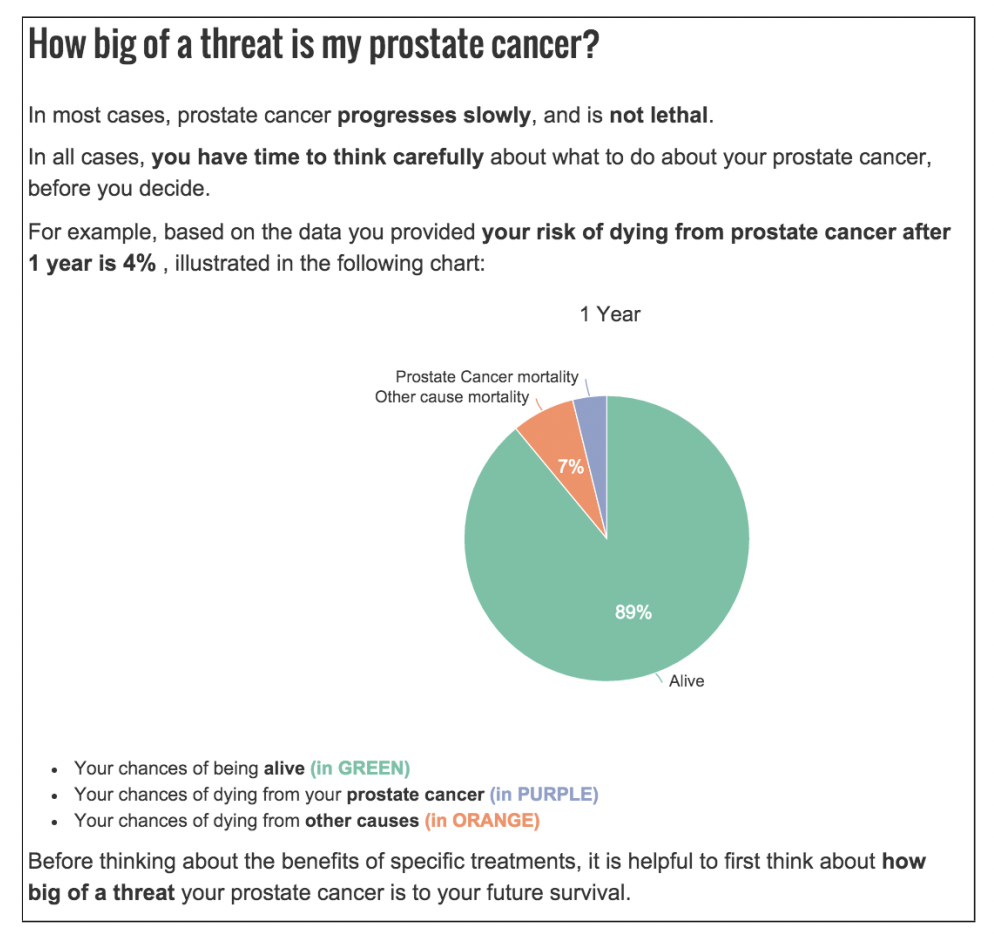 How big of a threat is my prostate cancer?
In most cases, prostate cancer progresses slowly, and is not lethal.
In all cases, you have time to think carefully about what to do about your prostate cancer,
before you decide.
For example, based on the data you provided your risk of dying from prostate cancer after
1 year is 4% , illustrated in the following chart:
1 Year
Prostate Cancer mortality
Other cause mortality
7%
89%
Alive
• Your chances of being alive (in GREEN)
• Your chances of dying from your prostate cancer (in PURPLE)
• Your chances of dying from other causes (in ORANGE)
Before thinking about the benefits of specific treatments, it is helpful to first think about how
big of a threat your prostate cancer is to your future survival.